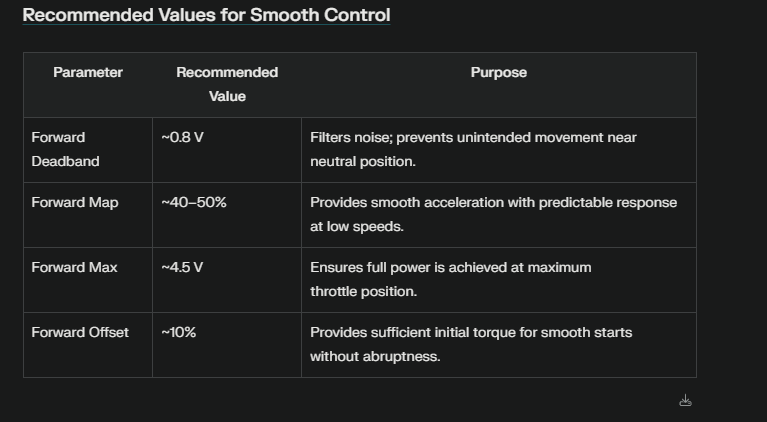 Recommended Values for Smooth Control
Parameter
Recommended
Value
Purpose
Forward
Deadband
~0.8 V
Filters noise; prevents unintended movement near
neutral position.
Forward Map
~40–50%
Provides smooth acceleration with predictable response
at low speeds.
Forward Max
~4.5 V
Ensures full power is achieved at maximum
throttle position.
Forward Offset
~10%
Provides sufficient initial torque for smooth starts
without abruptness.